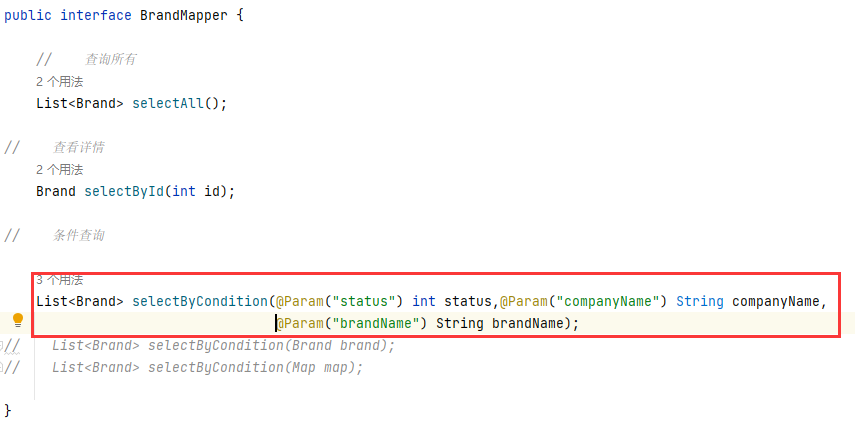 public interface BrandMapper {
//    查询所有
2 个用法
List<Brand> selectAll();
//    查看详情
2 个用法
Brand selectById(int id);
//    条件查询
3 个用法
List<Brand> selectByCondition(@Param("status") int status,@Param("companyName") String companyName,
@Param("brandName") String brandName);
//    List<Brand> selectByCondition(Brand brand);
//    List<Brand> selectByCondition(Map map);
}